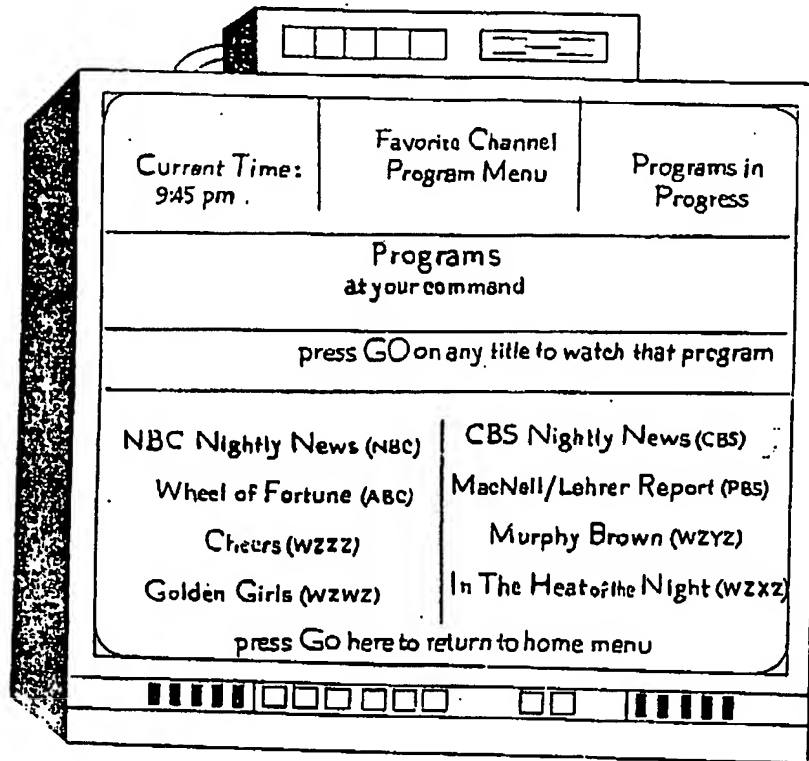 Current Time:
9:45 pm.
Favorite Channel
Program Menu
Programs in
Progress
Programs
at your command
press GO on any title to watch that program
NBC Nightly News (NBC)
Wheel of Fortune (ABC)
Cheers (WZZZ)
Golden Girls (WZWZ)
CBS Nightly News (CBS)
MacNeil/Lehrer Report (PBS)
Murphy Brown (WZYZ)
In The Heat of the Night (WZXZ)
press Go here to return to home menu